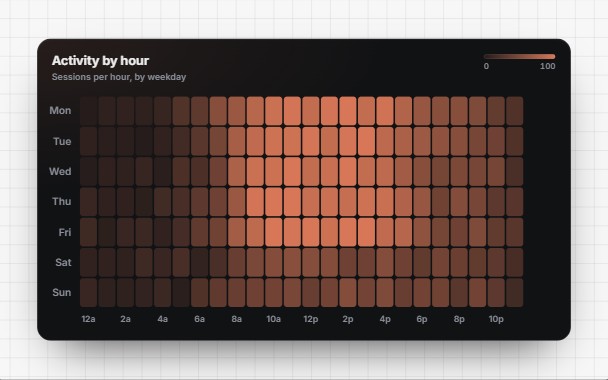 Activity by hour
Sessions per hour, by weekday
0 100
Mon
Tue
Wed
Thu
Fri
Sat
Sun
12a 2a 4a 6a 8a 10a 12p 2p 4p 6p 8p 10p